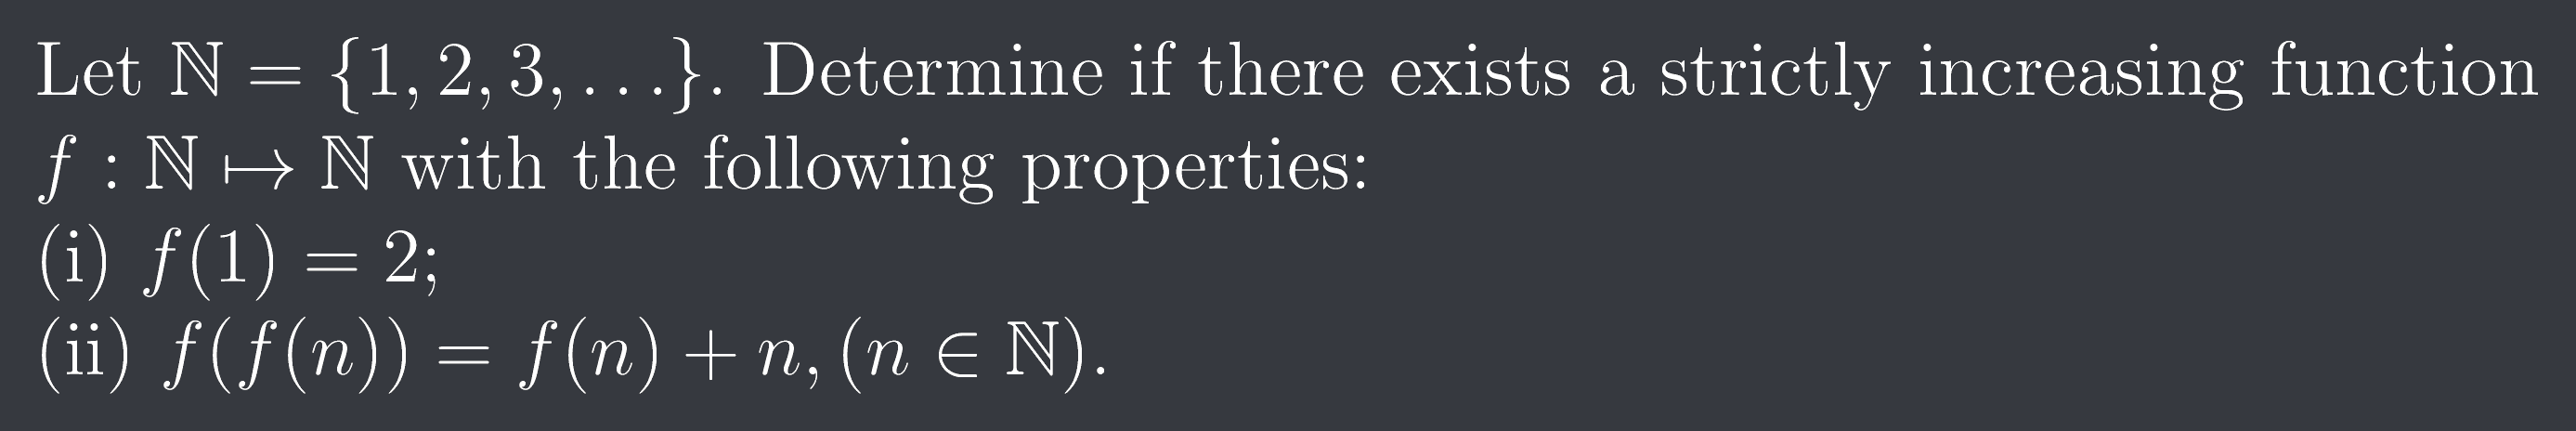 Let ℕ = {1, 2, 3, . . .}. Determine if there exists a strictly increasing function
f : ℕ ↦ ℕ with the following properties:
(i) f(1) = 2;
(ii) f(f(n)) = f(n) + n, (n ∈ ℕ).